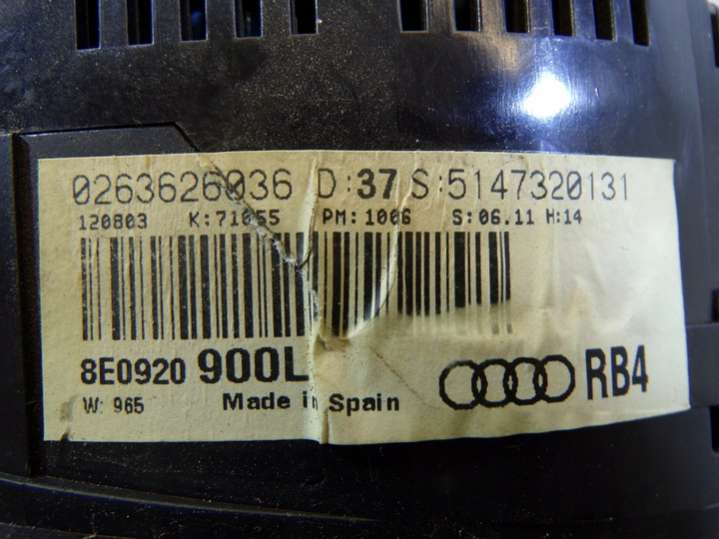 0263626036 D:37 S:5147320131
120803 K:71055 PM:1006 S:06.11 H:14
8E0920 900L RB4
W: 965 Made in Spain